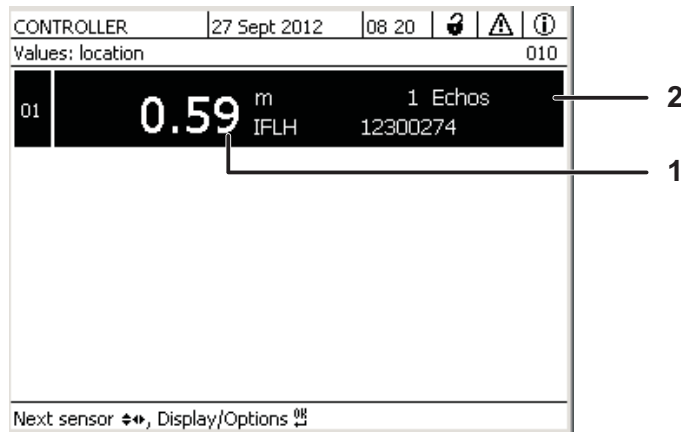 CONTROLLER 27 Sept 2012 08 20
Values: location 010
01 0.59 m 1 Echos
IFLH 12300274
2
1
Next sensor, Display/Options OK